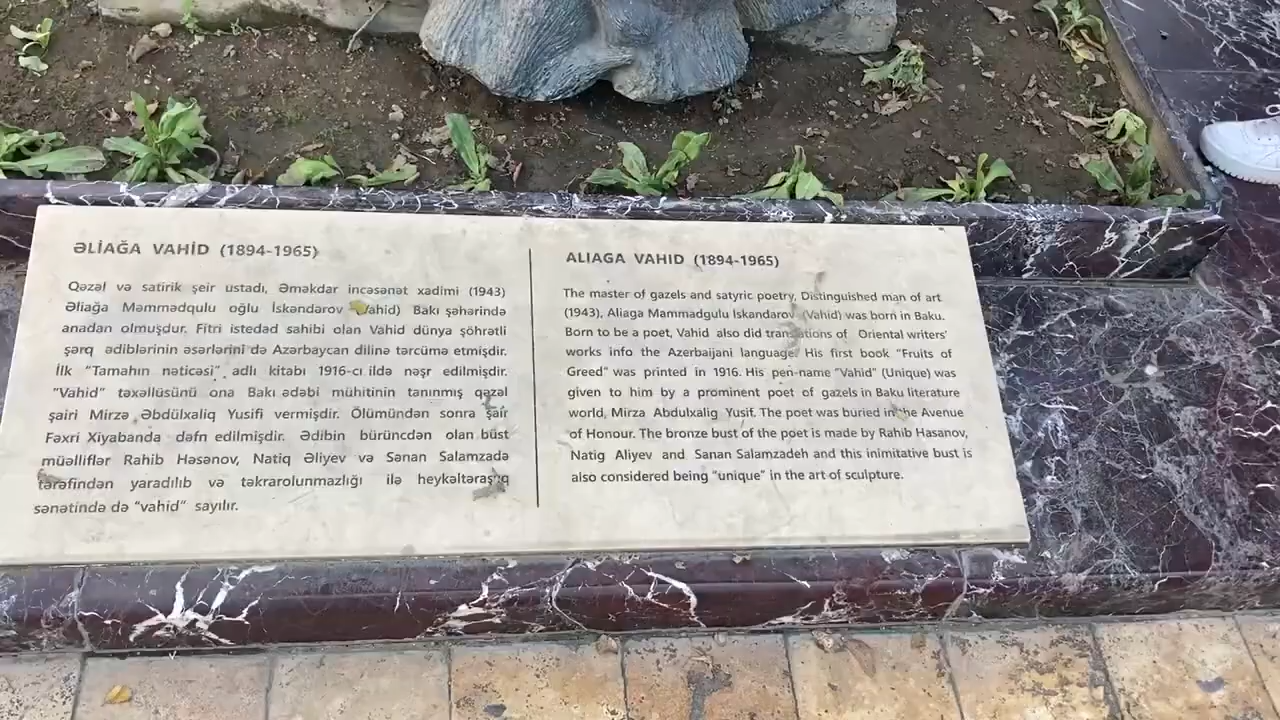 ƏLİAĞA VAHİD (1894-1965)
Qəzəl və satirik şeir ustadı, Əməkdar incəsənət xadimi (1943)
Əliağa Məmmədqulu oğlu İskəndərov Vahid) Bakı şəhərində
anadan olmuşdur. Fitri istedad sahibi olan Vahid dünya şöhrətli
şərq ədiblərinin əsərlərini də Azərbaycan dilinə tərcümə etmişdir.
İlk "Tamahın nəticəsi" adlı kitabı 1916-cı ildə nəşr edilmişdir.
"Vahid" təxəllüsünü ona Bakı ədəbi mühitinin tanınmış qəzəl
şairi Mirzə Əbdülxaliq Yusifi vermişdir. Ölümündən sonra şair
Fəxri Xiyabanda dəfn edilmişdir. Ədibin bürüncdən olan büst
müəlliflər Rahib Həsənov, Natiq Əliyev və Sənan Salamzadə
tərəfindən yaradılıb və təkrarolunmazlığı ilə heykəltəraşlıq
sənətində də "vahid" sayılır.
ALIAGA VAHID (1894-1965)
The master of gazels and satyric poetry, Distinguished man of art
(1943), Aliaga Mammadgulu Iskandarov (Vahid) was born in Baku.
Born to be a poet, Vahid also did translations of Oriental writers'
works info the Azerbaijani language. His first book "Fruits of
Greed" was printed in 1916. His pen-name "Vahid" (Unique) was
given to him by a prominent poet of gazels in Baku literature
world, Mirza Abdulxalig Yusif. The poet was buried in the Avenue
of Honour. The bronze bust of the poet is made by Rahib Hasanov,
Natig Aliyev and Sanan Salamzadeh and this inimitative bust is
also considered being "unique" in the art of sculpture.